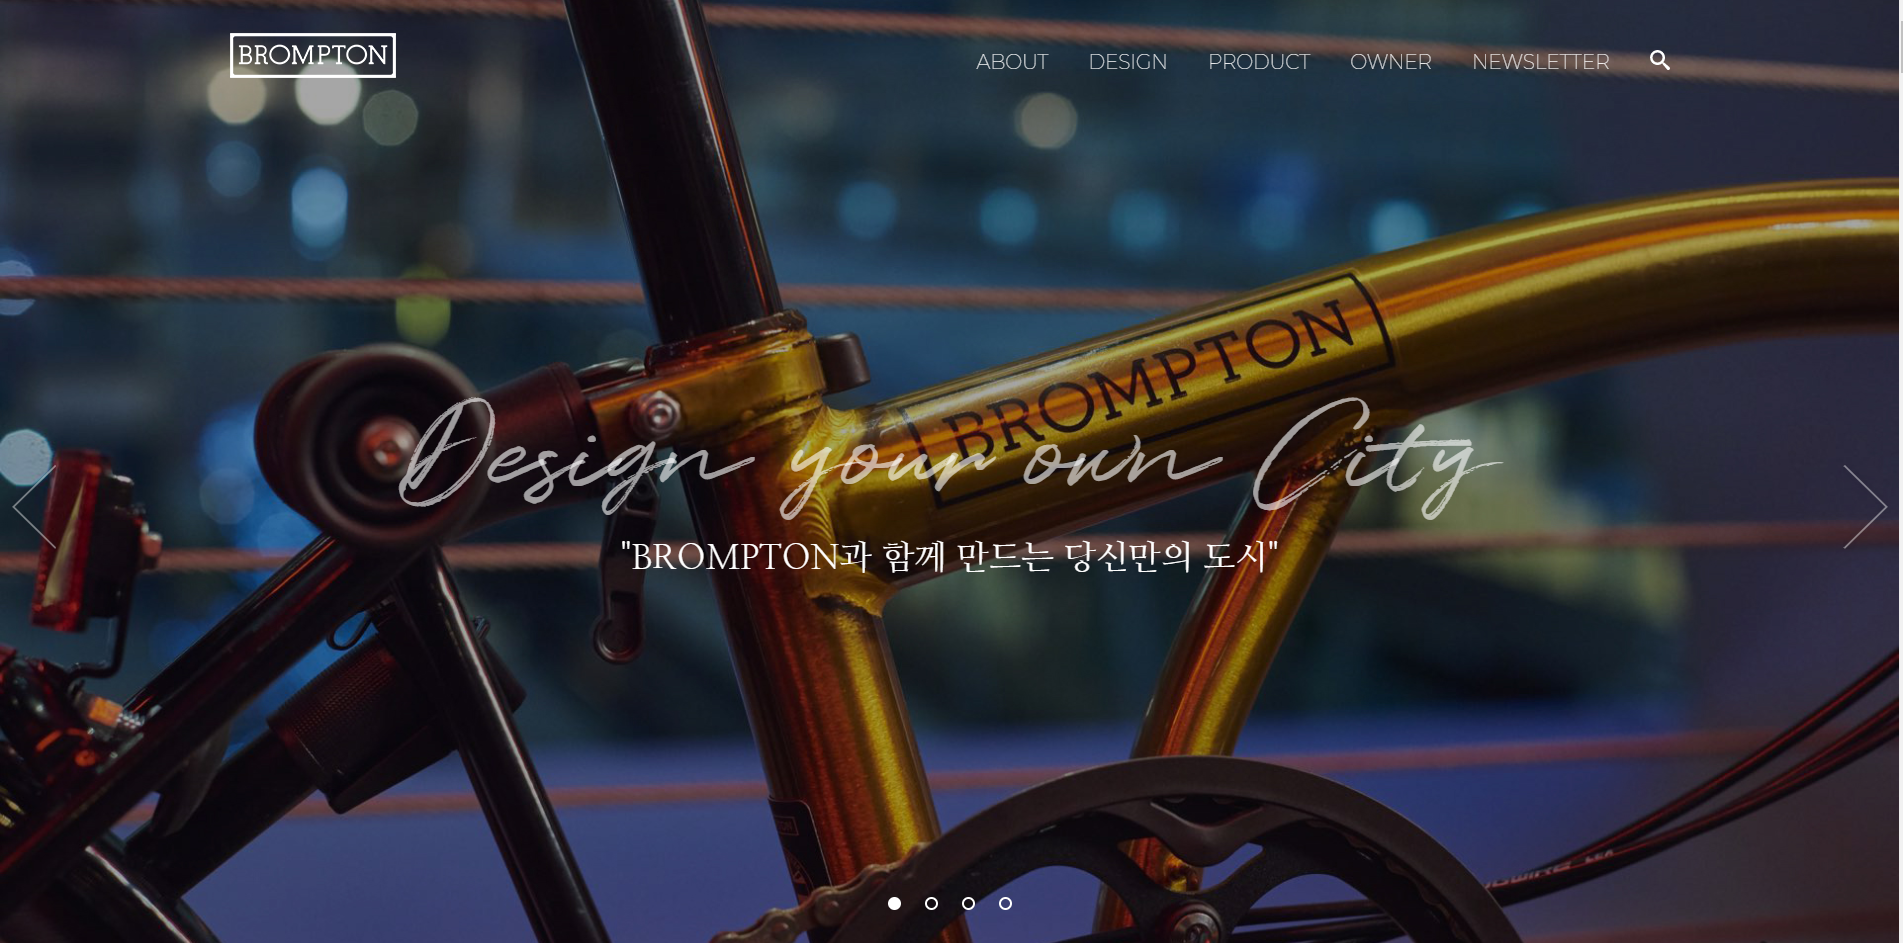 BROMPTON
ABOUT DESIGN PRODUCT OWNER NEWSLETTER
BROMPTON
Design your own City
"BROMPTON과 함께 만드는 당신만의 도시"